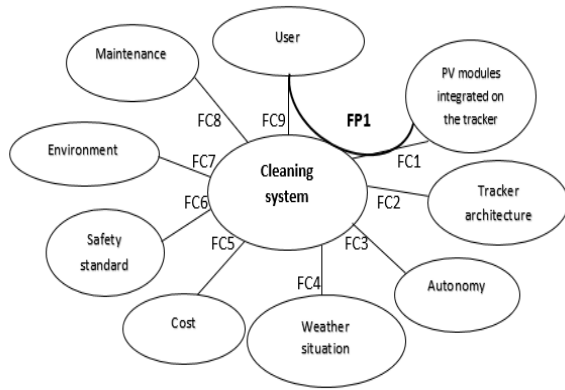 User
Maintenance
PV modules
integrated on
the tracker
FC8
FC9
FP1
FC1
Environment
FC7
Cleaning
system
FC2
Tracker
architecture
FC6
Safety
standard
FC5
FC3
FC4
Autonomy
Cost
Weather
situation